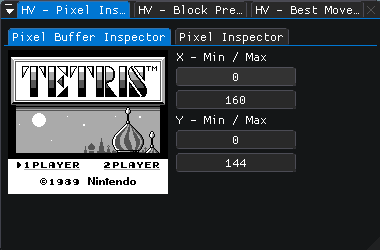 HV - Pixel Ins… HV - Block Pre… HV - Best Move…
Pixel Buffer Inspector Pixel Inspector
X - Min / Max
0
160
Y - Min / Max
0
144
TETRIS™
1PLAYER 2PLAYER
©1989 Nintendo